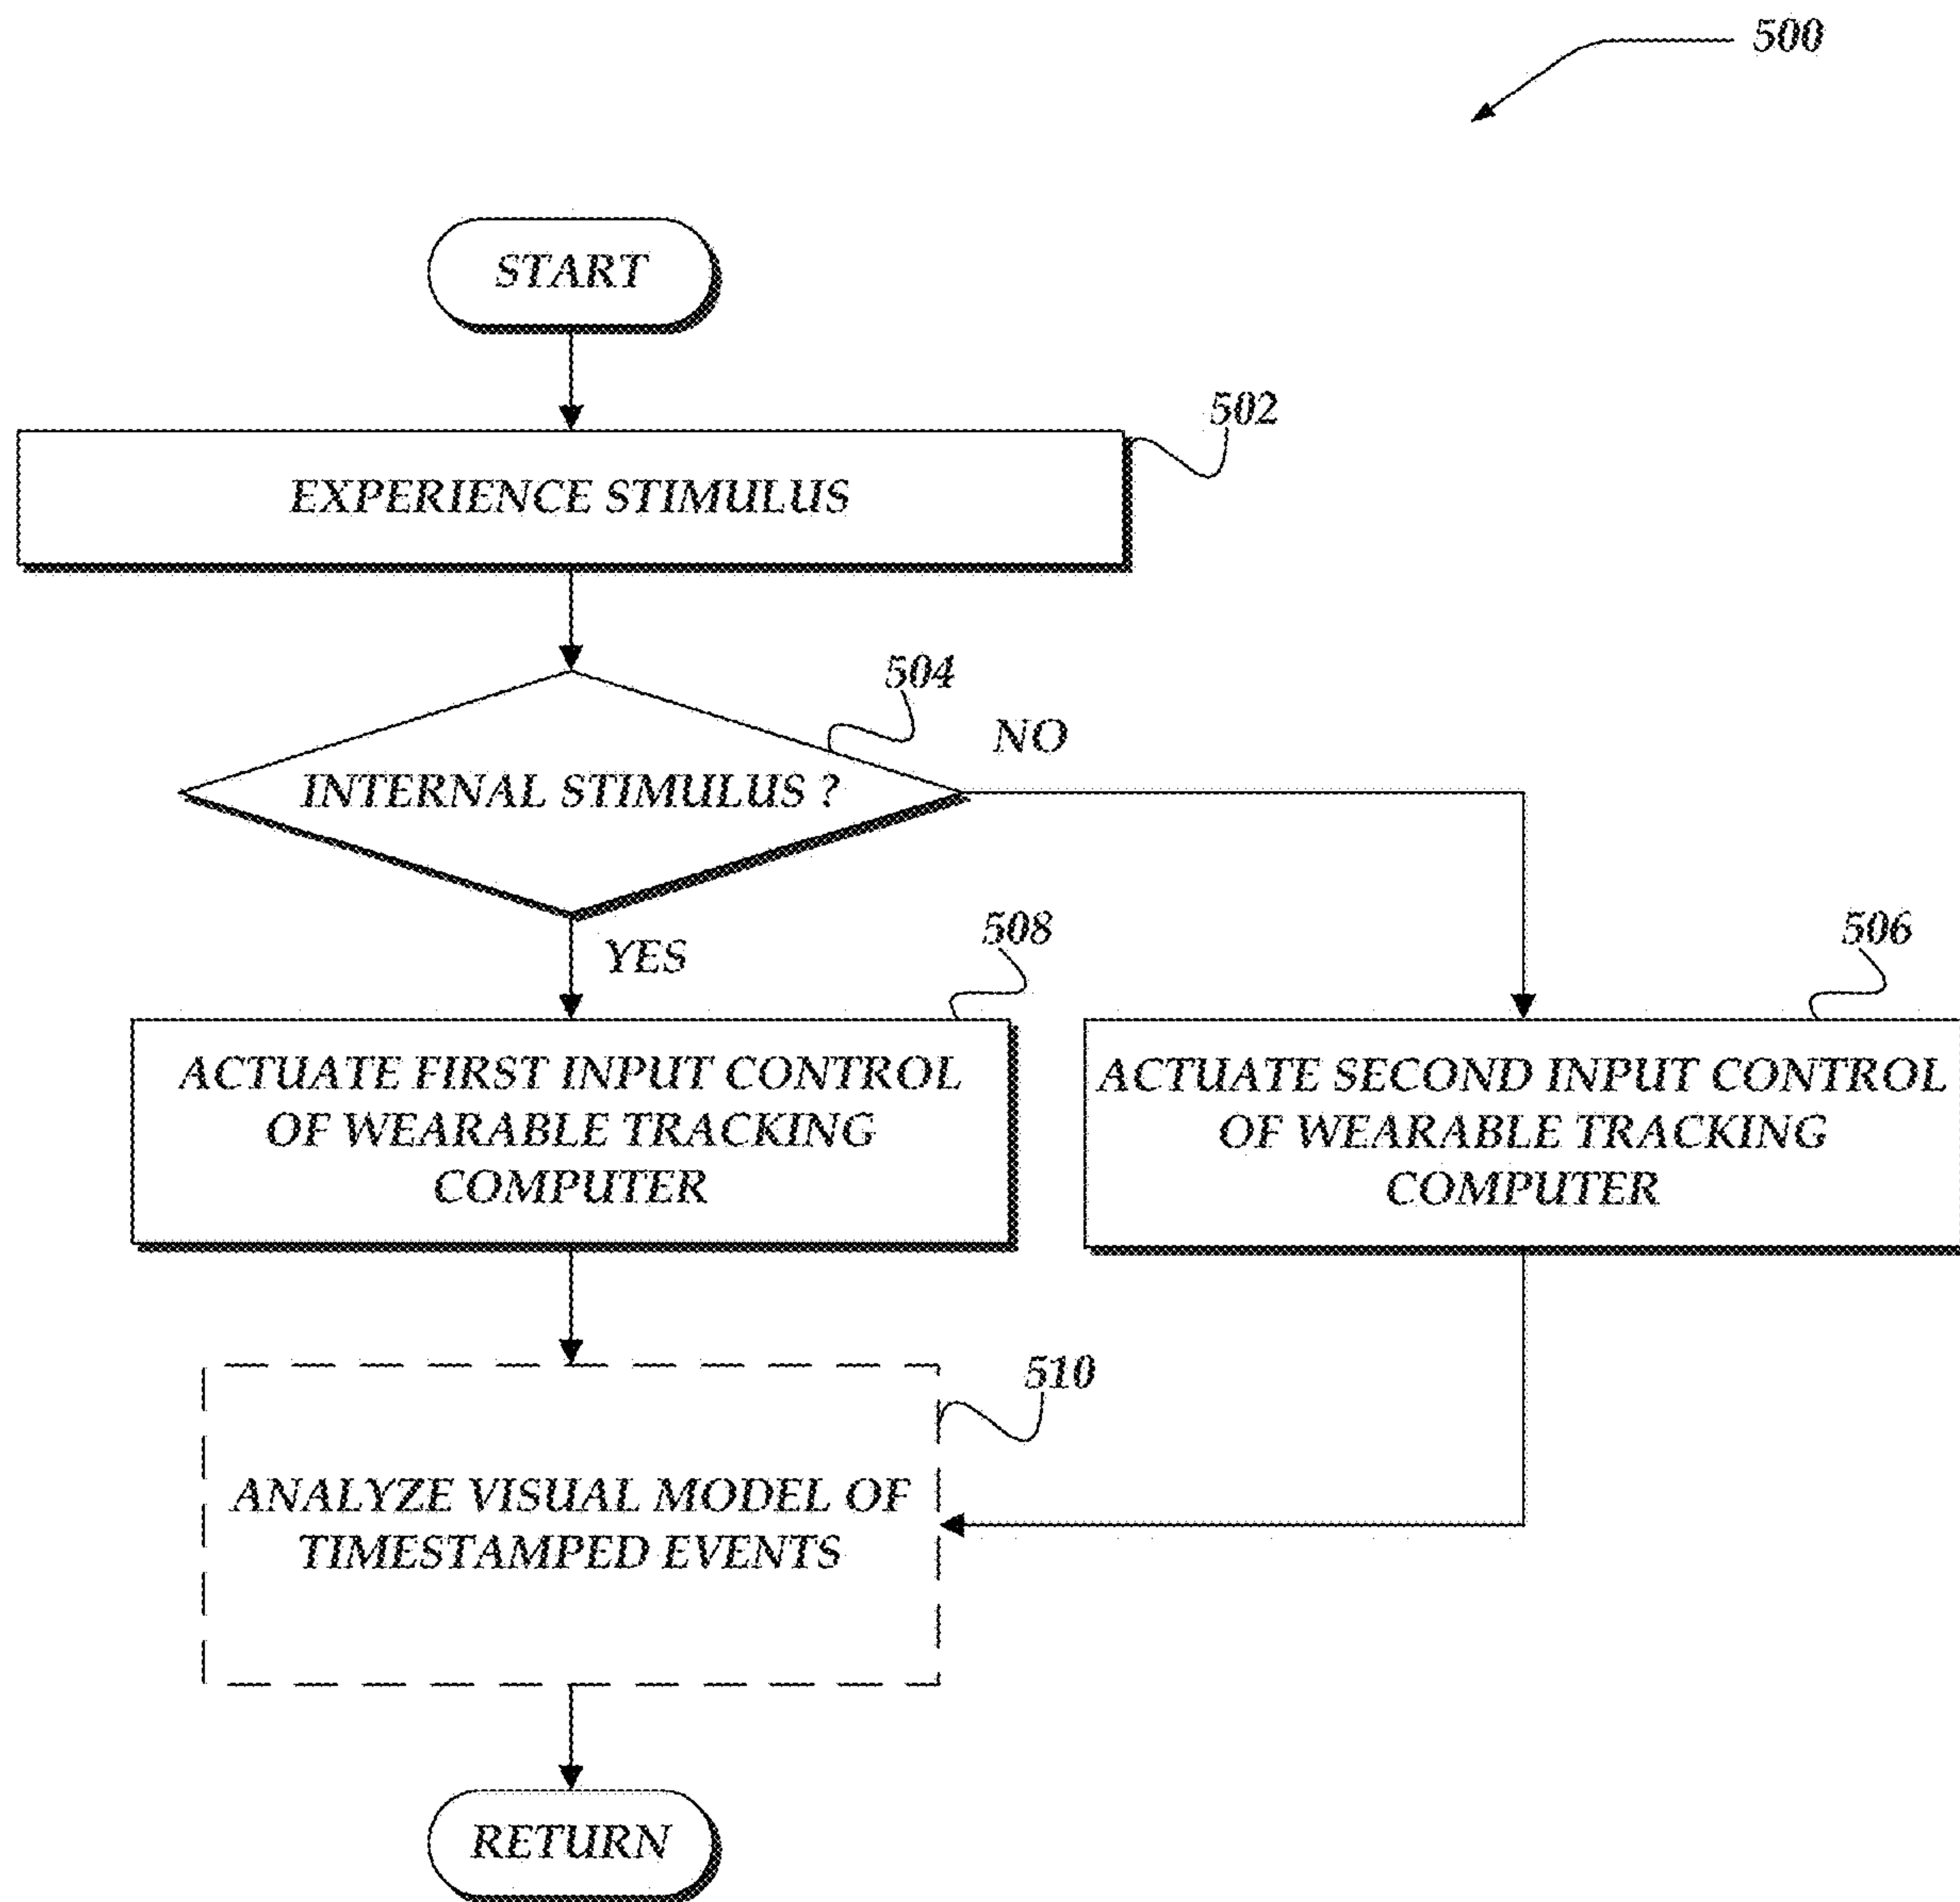 500
START
502
EXPERIENCE STIMULUS
504
NO
INTERNAL STIMULUS ?
YES
508
506
ACTUATE FIRST INPUT CONTROL
OF WEARABLE TRACKING
COMPUTER
ACTUATE SECOND INPUT CONTROL
OF WEARABLE TRACKING
COMPUTER
510
ANALYZE VISUAL MODEL OF
TIMESTAMPED EVENTS
RETURN